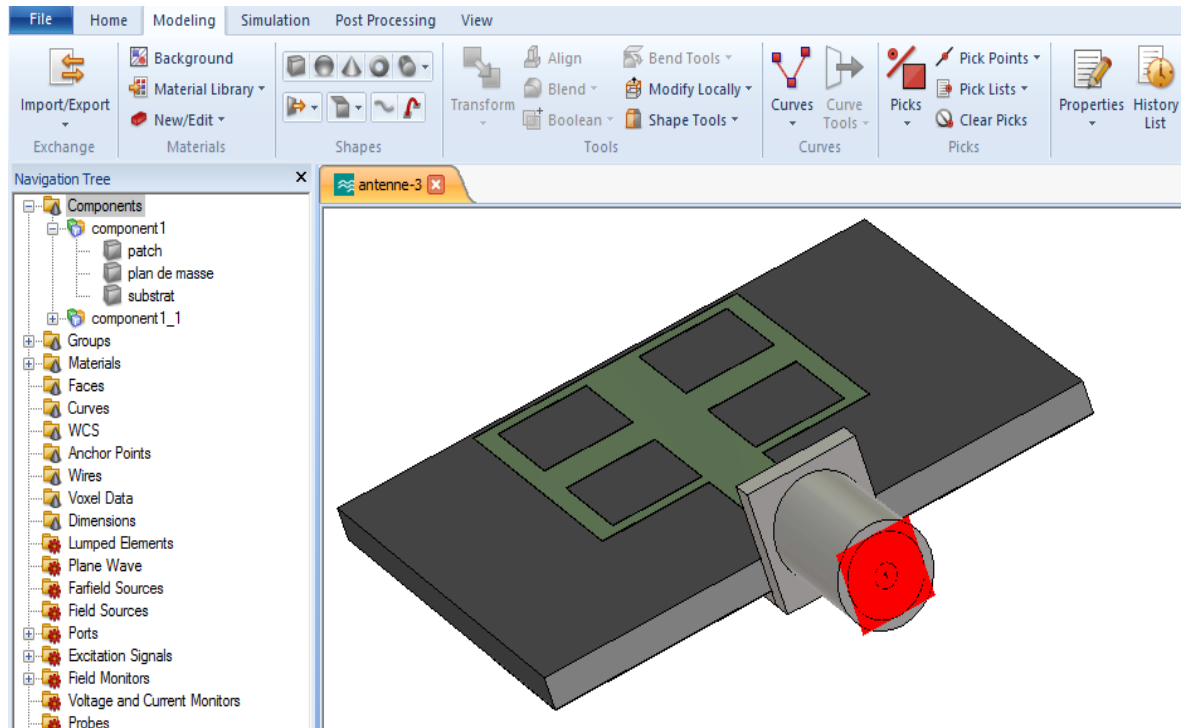 File Home Modeling Simulation Post Processing View
Import/Export
Exchange
Background
Material Library
New/Edit
Materials
Shapes
Transform
Align
Blend
Boolean
Bend Tools
Modify Locally
Shape Tools
Tools
Curves
Curve
Tools
Curves
Picks
Pick Points
Pick Lists
Clear Picks
Picks
Properties
History
List
Navigation Tree
Components
component1
patch
plan de masse
substrat
component1_1
Groups
Materials
Faces
Curves
WCS
Anchor Points
Wires
Voxel Data
Dimensions
Lumped Elements
Plane Wave
Farfield Sources
Field Sources
Ports
Excitation Signals
Field Monitors
Voltage and Current Monitors
Probes
antenne-3